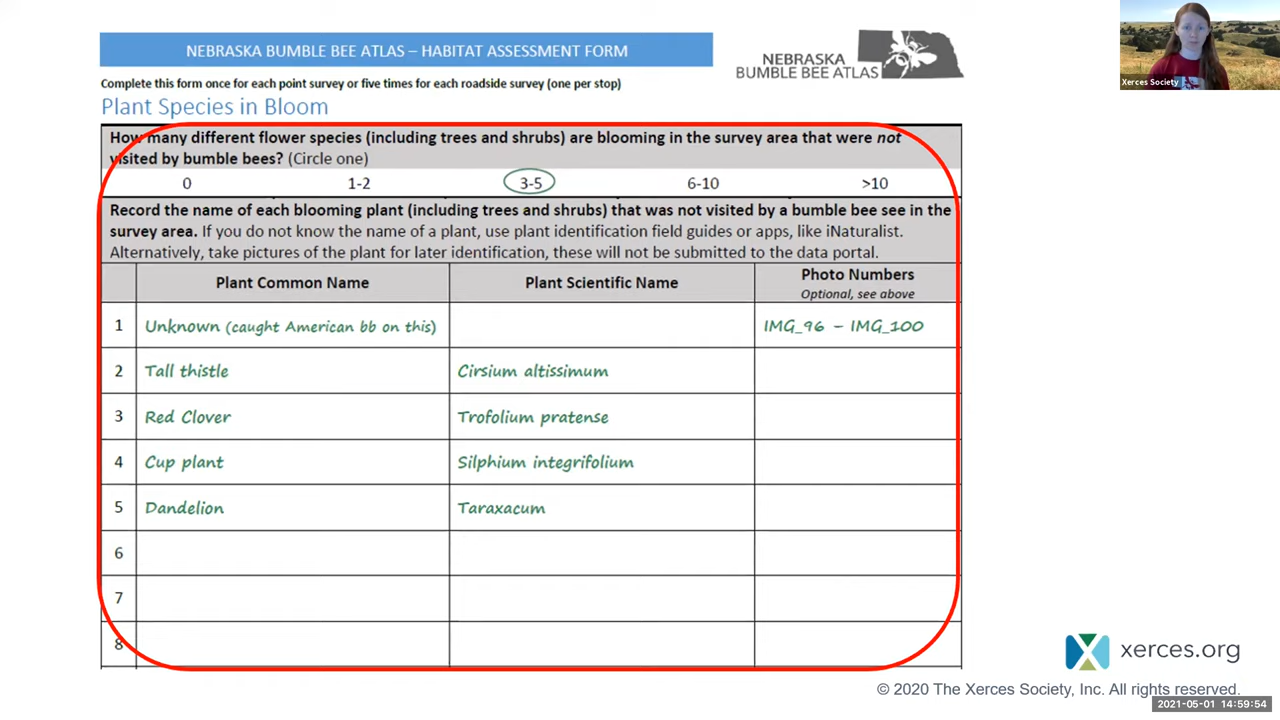 NEBRASKA BUMBLE BEE ATLAS – HABITAT ASSESSMENT FORM
NEBRASKA
BUMBLE BEE ATLAS
Xerces Society
Complete this form once for each point survey or five times for each roadside survey (one per stop)
Plant Species in Bloom
How many different flower species (including trees and shrubs) are blooming in the survey area that were not
visited by bumble bees? (Circle one)
0 1-2 3-5 6-10 >10
Record the name of each blooming plant (including trees and shrubs) that was not visited by a bumble bee see in the
survey area. If you do not know the name of a plant, use plant identification field guides or apps, like iNaturalist.
Alternatively, take pictures of the plant for later identification, these will not be submitted to the data portal.
Plant Common Name Plant Scientific Name Photo Numbers
Optional, see above
1 Unknown (caught American bb on this) IMG_96 – IMG_100
2 Tall thistle Cirsium altissimum
3 Red Clover Trofolium pratense
4 Cup plant Silphium integrifolium
5 Dandelion Taraxacum
6
7
8
xerces.org
© 2020 The Xerces Society, Inc. All rights reserved.
2021-05-01 14:59:54